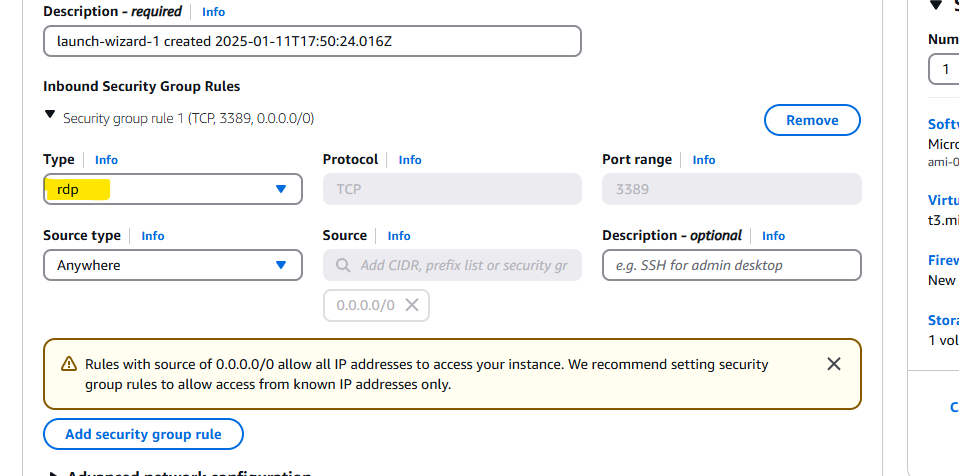 Description - required Info
launch-wizard-1 created 2025-01-11T17:50:24.016Z
Num
1
Inbound Security Group Rules
Security group rule 1 (TCP, 3389, 0.0.0.0/0)
Remove
Softw
Micro
ami-0
Type Info Protocol Info Port range Info
rdp TCP 3389
Virtu
t3.mi
Source type Info Source Info Description - optional Info
Anywhere Add CIDR, prefix list or security gr e.g. SSH for admin desktop
Firew
New
0.0.0.0/0
Stora
1 vol
Rules with source of 0.0.0.0/0 allow all IP addresses to access your instance. We recommend setting security
group rules to allow access from known IP addresses only.
Add security group rule
C